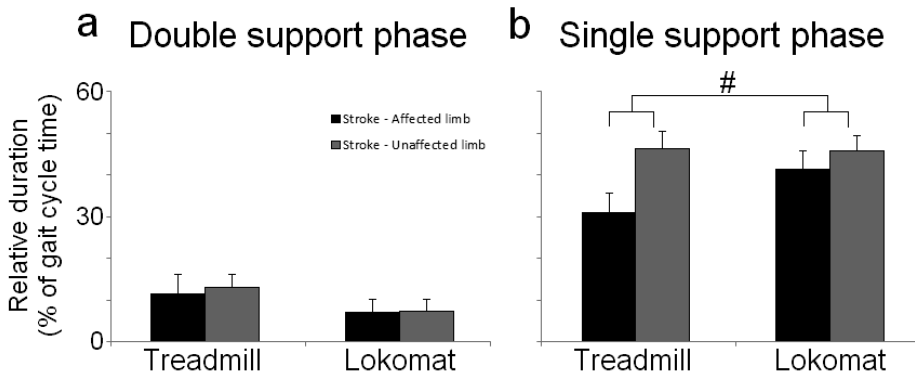 a Double support phase
b Single support phase
Relative duration
(% of gait cycle time)
60
30
0
Stroke - Affected limb
Stroke - Unaffected limb
#
Treadmill Lokomat
Treadmill Lokomat